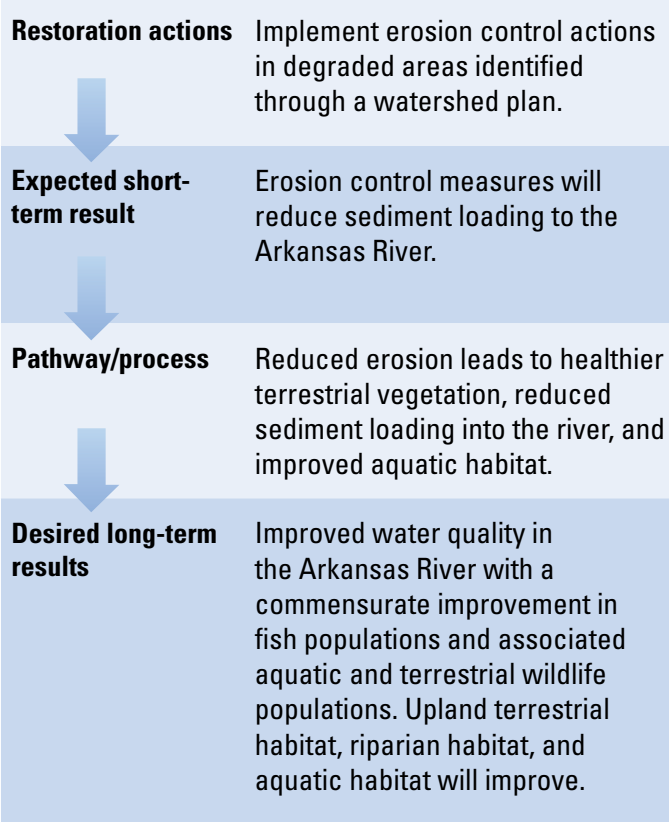 Restoration actions Implement erosion control actions
in degraded areas identified
through a watershed plan.
Expected short- Erosion control measures will
term result reduce sediment loading to the
Arkansas River.
Pathway/process Reduced erosion leads to healthier
terrestrial vegetation, reduced
sediment loading into the river, and
improved aquatic habitat.
Desired long-term Improved water quality in
results the Arkansas River with a
commensurate improvement in
fish populations and associated
aquatic and terrestrial wildlife
populations. Upland terrestrial
habitat, riparian habitat, and
aquatic habitat will improve.